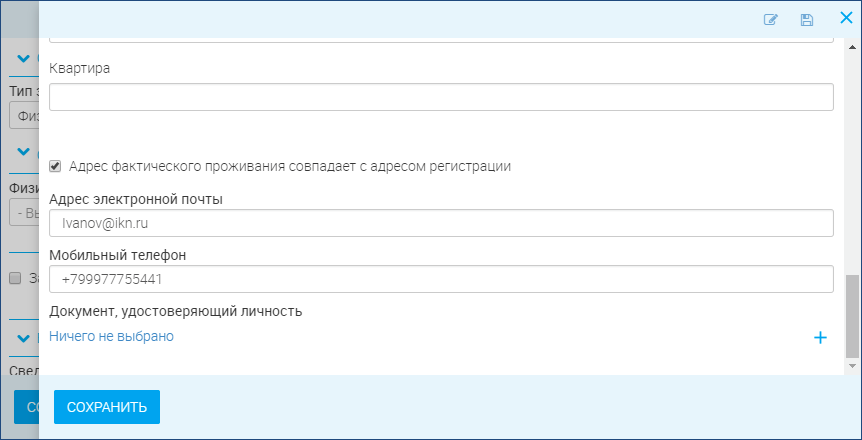 Квартира
Адрес фактического проживания совпадает с адресом регистрации
Адрес электронной почты
Ivanov@ikn.ru
Мобильный телефон
+799977755441
Документ, удостоверяющий личность
Ничего не выбрано
СОХРАНИТЬ
Тип
Физ
Физи
- Вы
За
Свед
СО